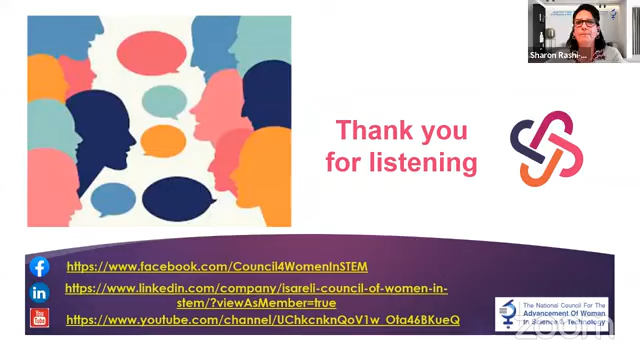 Sharon Rashi-...
Thank you
for listening
https://www.facebook.com/Council4WomenInSTEM
https://www.linkedin.com/company/isareli-council-of-women-in-
stem/?viewAsMember=true
You
Tube
https://www.youtube.com/channel/UChkcnknQoV1w_Ota46BKueQ
The National Council For The
Advancement Of Woman
In Science & Technology
zoom